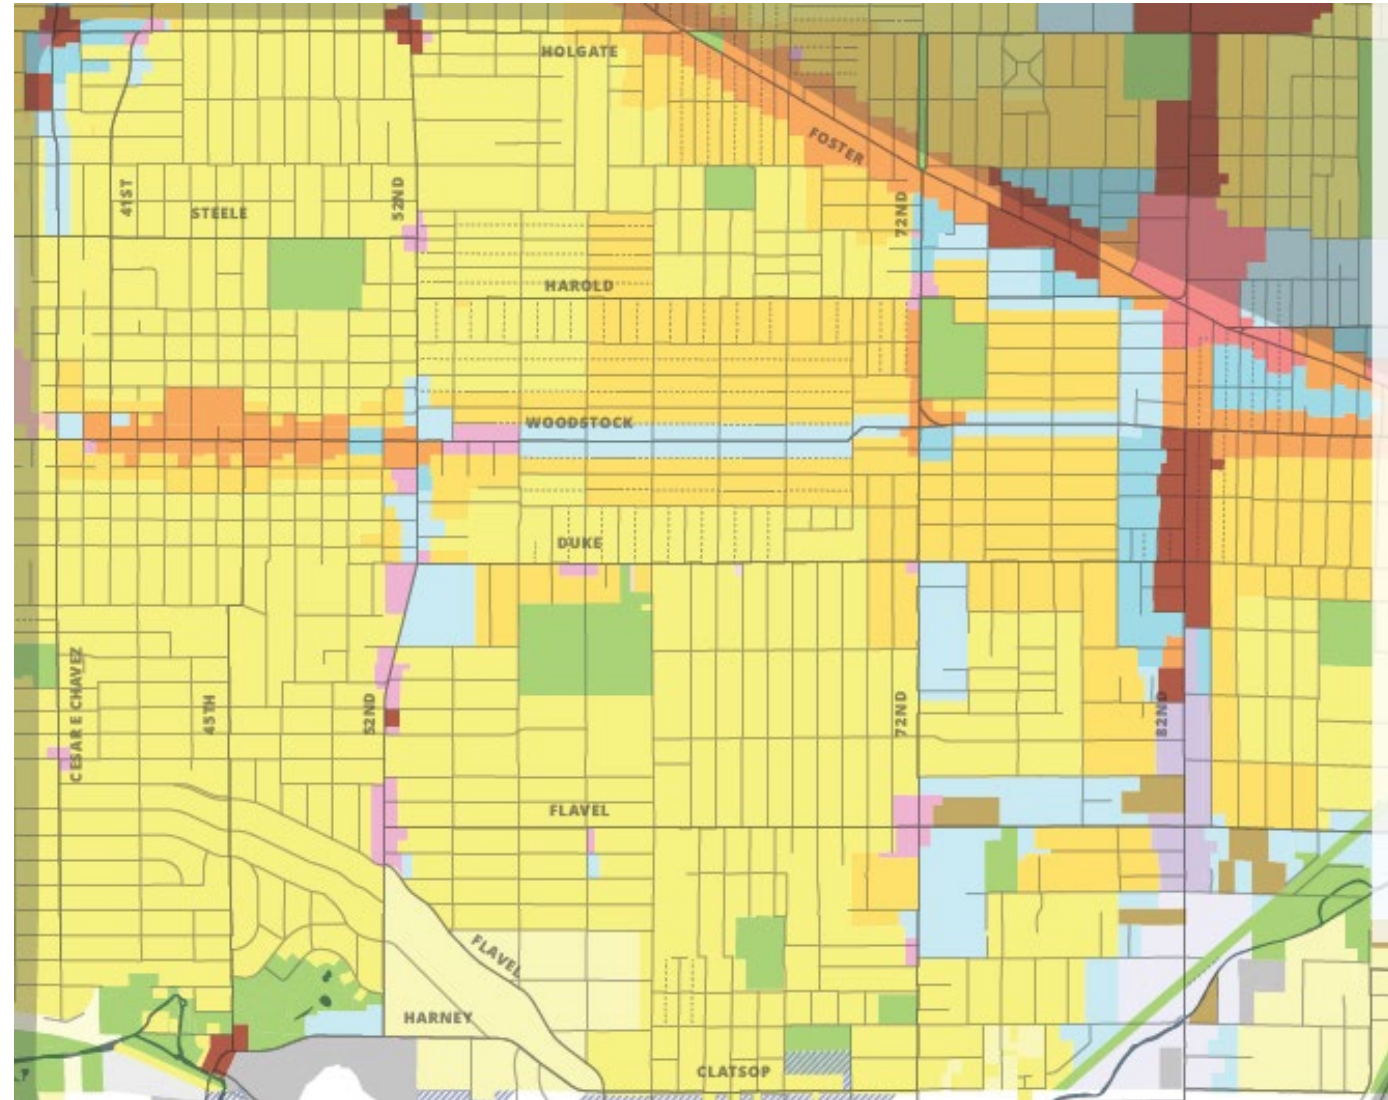 HOLGATE
FOSTER
41ST
52ND
STEELE
72ND
HAROLD
WOODSTOCK
DUKE
CESAR E CHAVEZ
45TH
52ND
72ND
82ND
FLAVEL
FLAVEL
HARNEY
CLATSOP